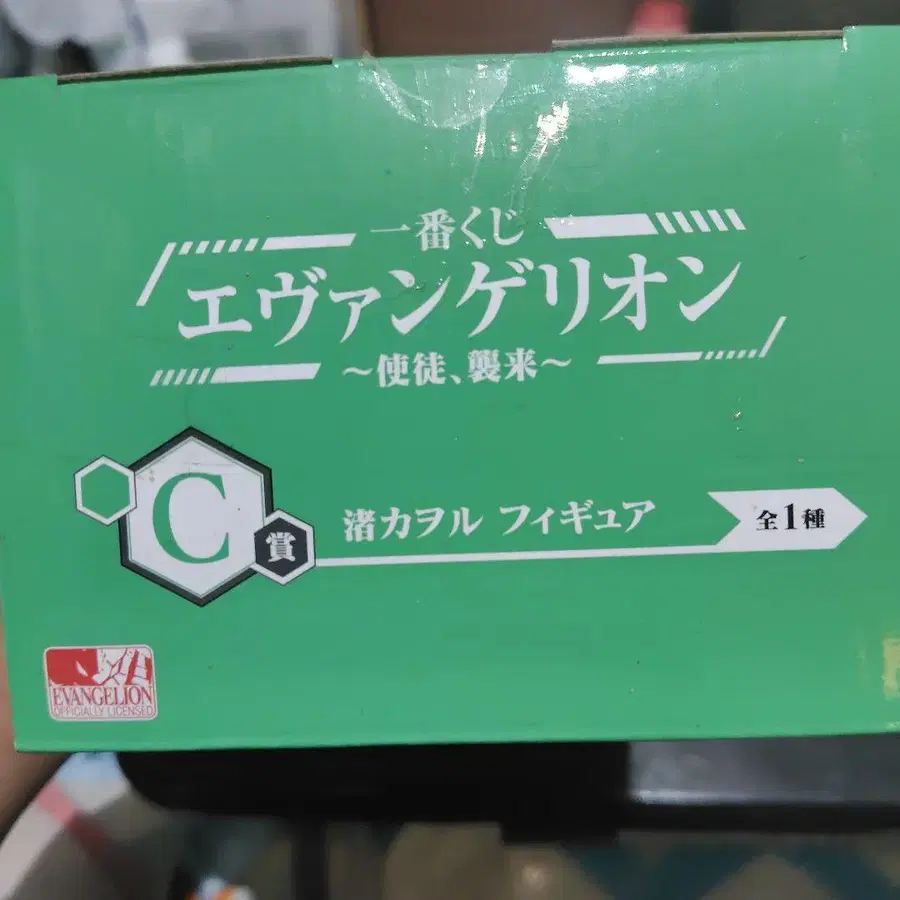 一番くじ
エヴァンゲリオン
～使徒、襲来～
C賞
渚カヲル フィギュア
全1種
EVANGELION
OFFICIALLY LICENSED